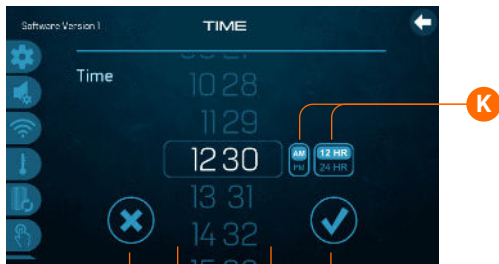 Software Version 1
TIME
Time
10 28
11 29
12 30
AM
PM
12 HR
24 HR
K
13 31
14 32